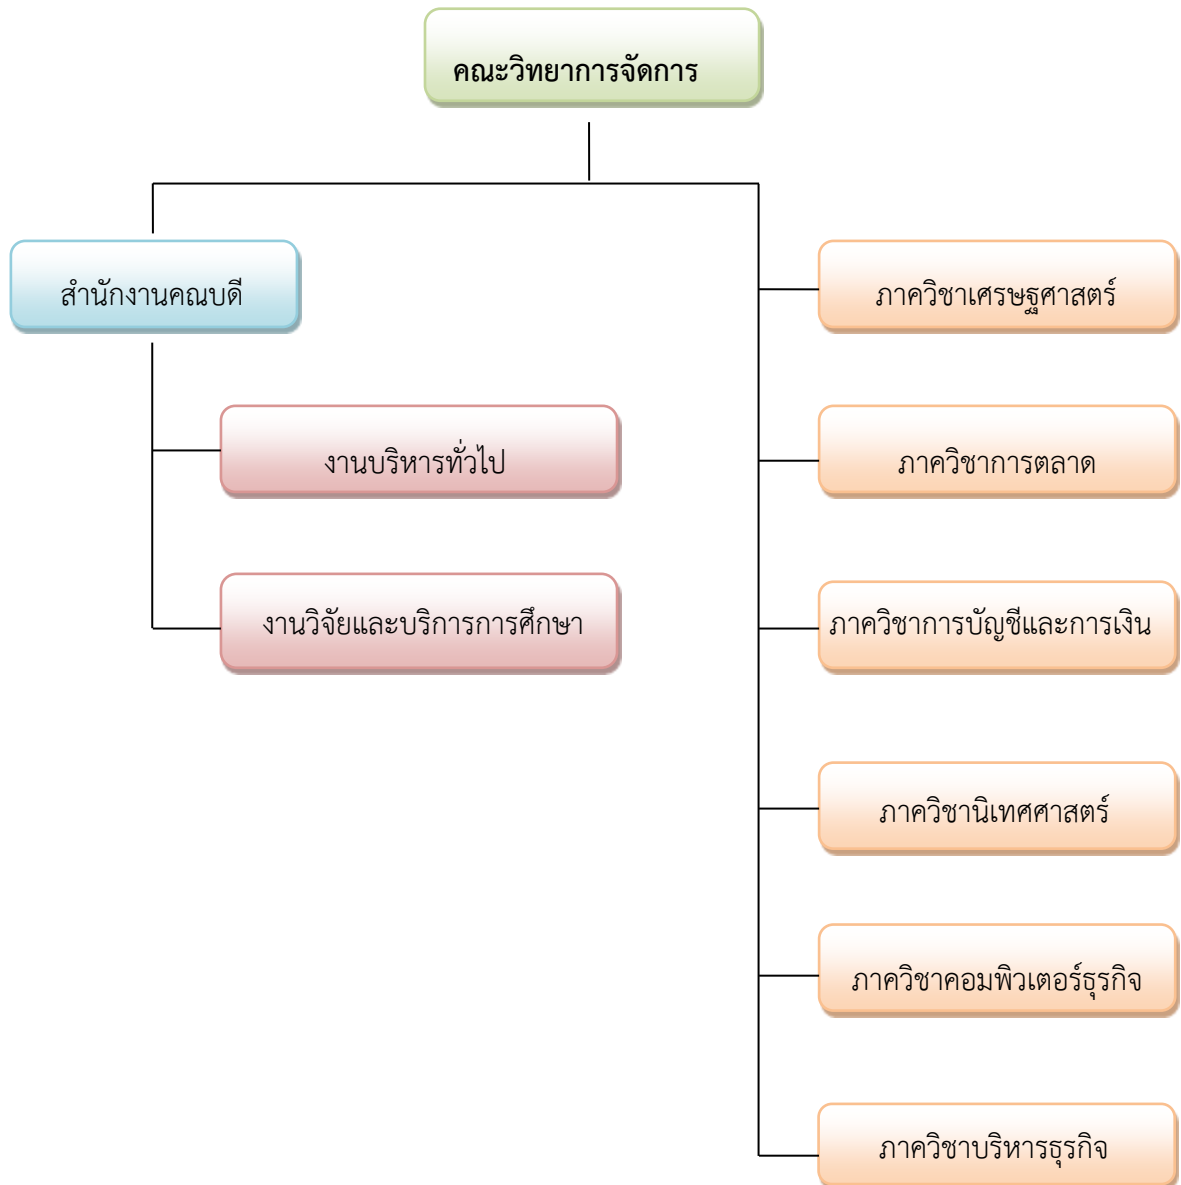 คณะวิทยาการจัดการ
สำนักงานคณบดี
งานบริหารทั่วไป
งานวิจัยและบริการการศึกษา
ภาควิชาเศรษฐศาสตร์
ภาควิชาการตลาด
ภาควิชาการบัญชีและการเงิน
ภาควิชานิเทศศาสตร์
ภาควิชาคอมพิวเตอร์ธุรกิจ
ภาควิชาบริหารธุรกิจ